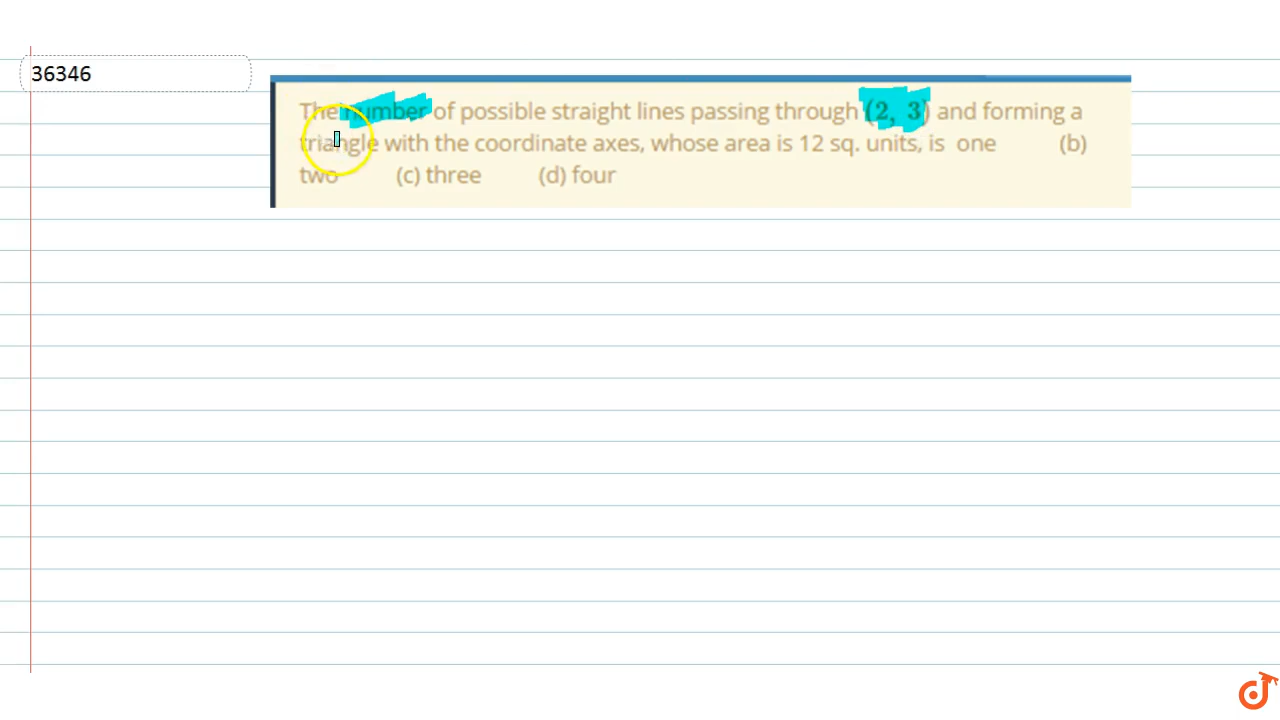 36346
The number of possible straight lines passing through (2, 3) and forming a
triangle with the coordinate axes, whose area is 12 sq. units, is one (b)
two (c) three (d) four